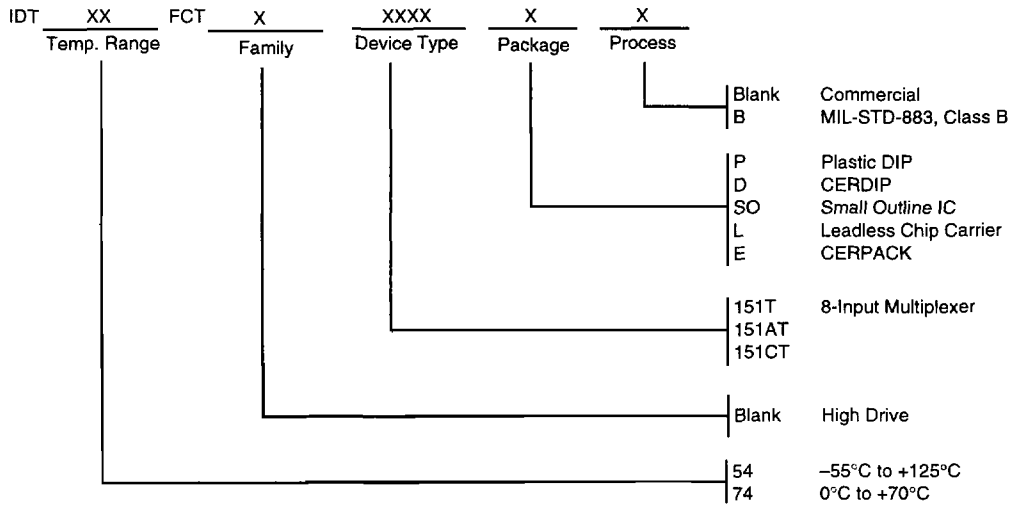 IDT XX FCT X XXXX X X
Temp. Range Family Device Type Package Process
Blank Commercial
B MIL-STD-883, Class B
P Plastic DIP
D CERDIP
SO Small Outline IC
L Leadless Chip Carrier
E CERPACK
151T 8-Input Multiplexer
151AT
151CT
Blank High Drive
54 –55°C to +125°C
74 0°C to +70°C